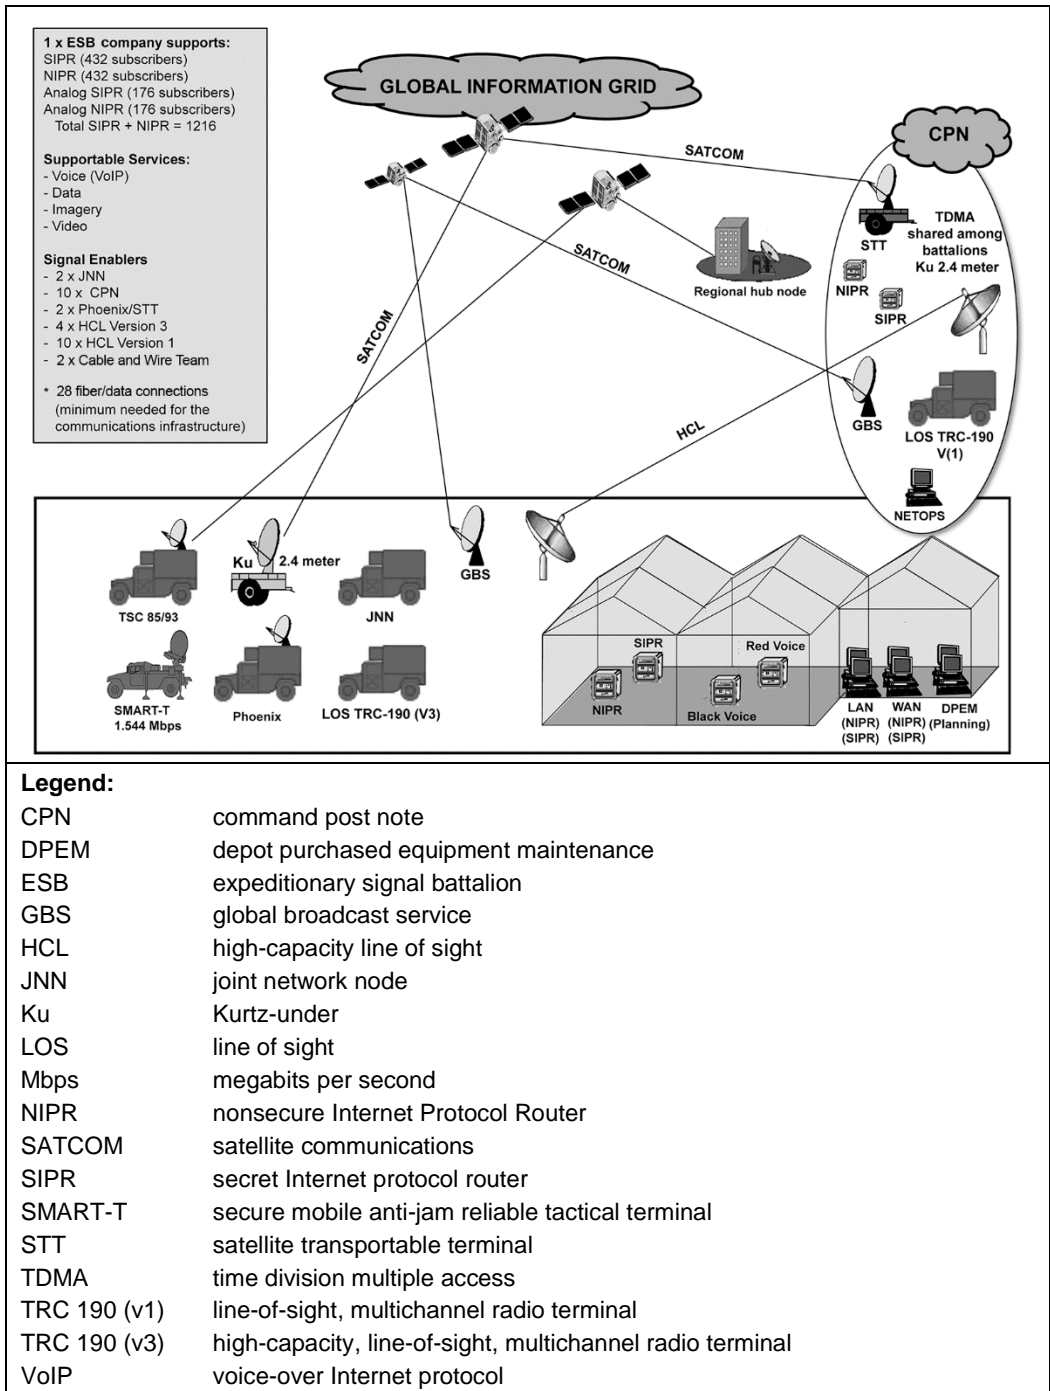 1 x ESB company supports:
SIPR (432 subscribers)
NIPR (432 subscribers)
Analog SIPR (176 subscribers)
Analog NIPR (176 subscribers)
Total SIPR + NIPR = 1216
Supportable Services:
- Voice (VoIP)
- Data
- Imagery
- Video
Signal Enablers
- 2 x JNN
- 10 x CPN
- 2 x Phoenix/STT
- 4 x HCL Version 3
- 10 x HCL Version 1
- 2 x Cable and Wire Team
* 28 fiber/data connections
(minimum needed for the
communications infrastructure)
GLOBAL INFORMATION GRID
CPN
SATCOM
SATCOM
SATCOM
HCL
Regional hub node
STT
TDMA
shared among
battalions
Ku 2.4 meter
NIPR
SIPR
GBS
LOS TRC-190
V(1)
NETOPS
TSC 85/93
Ku
2.4 meter
JNN
GBS
SMART-T
1.544 Mbps
Phoenix
LOS TRC-190 (V3)
SIPR
NIPR
Red Voice
Black Voice
LAN
(NIPR)
(SIPR)
WAN
(NIPR)
(SIPR)
DPEM
(Planning)
Legend:
CPN command post note
DPEM depot purchased equipment maintenance
ESB expeditionary signal battalion
GBS global broadcast service
HCL high-capacity line of sight
JNN joint network node
Ku Kurtz-under
LOS line of sight
Mbps megabits per second
NIPR nonsecure Internet Protocol Router
SATCOM satellite communications
SIPR secret Internet protocol router
SMART-T secure mobile anti-jam reliable tactical terminal
STT satellite transportable terminal
TDMA time division multiple access
TRC 190 (v1) line-of-sight, multichannel radio terminal
TRC 190 (v3) high-capacity, line-of-sight, multichannel radio terminal
VoIP voice-over Internet protocol